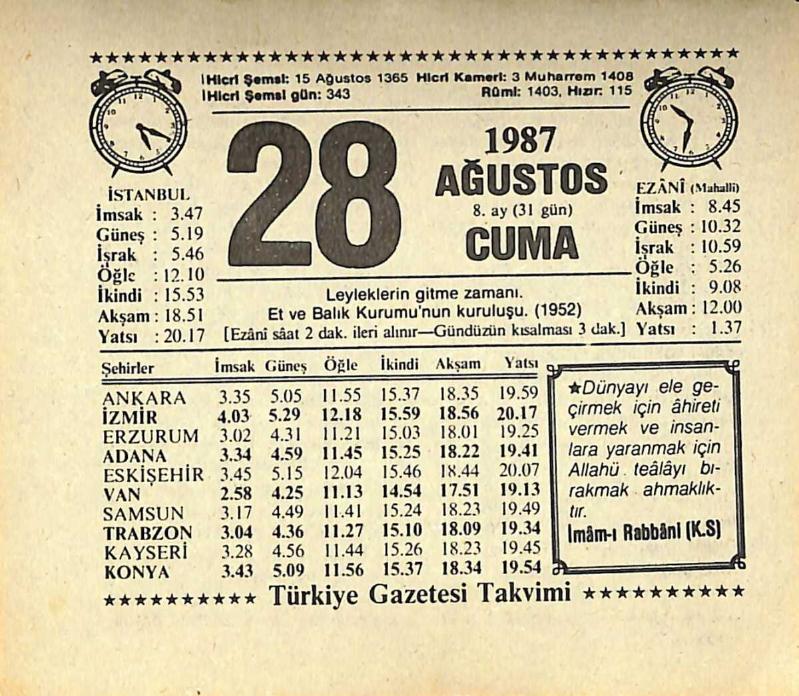 Hicrî Şemsî: 15 Ağustos 1365 Hicrî Kamerî: 3 Muharrem 1408
Hicrî Şemsî gün: 343 Rûmî: 1403, Hızır: 115
28
1987
AĞUSTOS
8. ay (31 gün)
CUMA
İSTANBUL
İmsak : 3.47
Güneş : 5.19
İşrak : 5.46
Öğle : 12.10
İkindi : 15.53
Akşam : 18.51
Yatsı : 20.17
EZÂNÎ (Mahalli)
İmsak : 8.45
Güneş : 10.32
İşrak : 10.59
Öğle : 5.26
İkindi : 9.08
Akşam : 12.00
Yatsı : 1.37
Leyleklerin gitme zamanı.
Et ve Balık Kurumu'nun kuruluşu. (1952)
[Ezânî sâat 2 dak. ileri alınır—Gündüzün kısalması 3 dak.]
Şehirler İmsak Güneş Öğle İkindi Akşam Yatsı
ANKARA 3.35 5.05 11.55 15.37 18.35 19.59
İZMİR 4.03 5.29 12.18 15.59 18.56 20.17
ERZURUM 3.02 4.31 11.21 15.03 18.01 19.25
ADANA 3.34 4.59 11.45 15.25 18.22 19.41
ESKİŞEHİR 3.45 5.15 12.04 15.46 18.44 20.07
VAN 2.58 4.25 11.13 14.54 17.51 19.13
SAMSUN 3.17 4.49 11.41 15.24 18.23 19.49
TRABZON 3.04 4.36 11.27 15.10 18.09 19.34
KAYSERİ 3.28 4.56 11.44 15.26 18.23 19.45
KONYA 3.43 5.09 11.56 15.37 18.34 19.54
★Dünyayı ele ge-
çirmek için âhireti
vermek ve insan-
lara yaranmak için
Allahü teâlâyı bı-
rakmak ahmaklık-
tır.
İmâm-ı Rabbânî (K.S)
Türkiye Gazetesi Takvimi